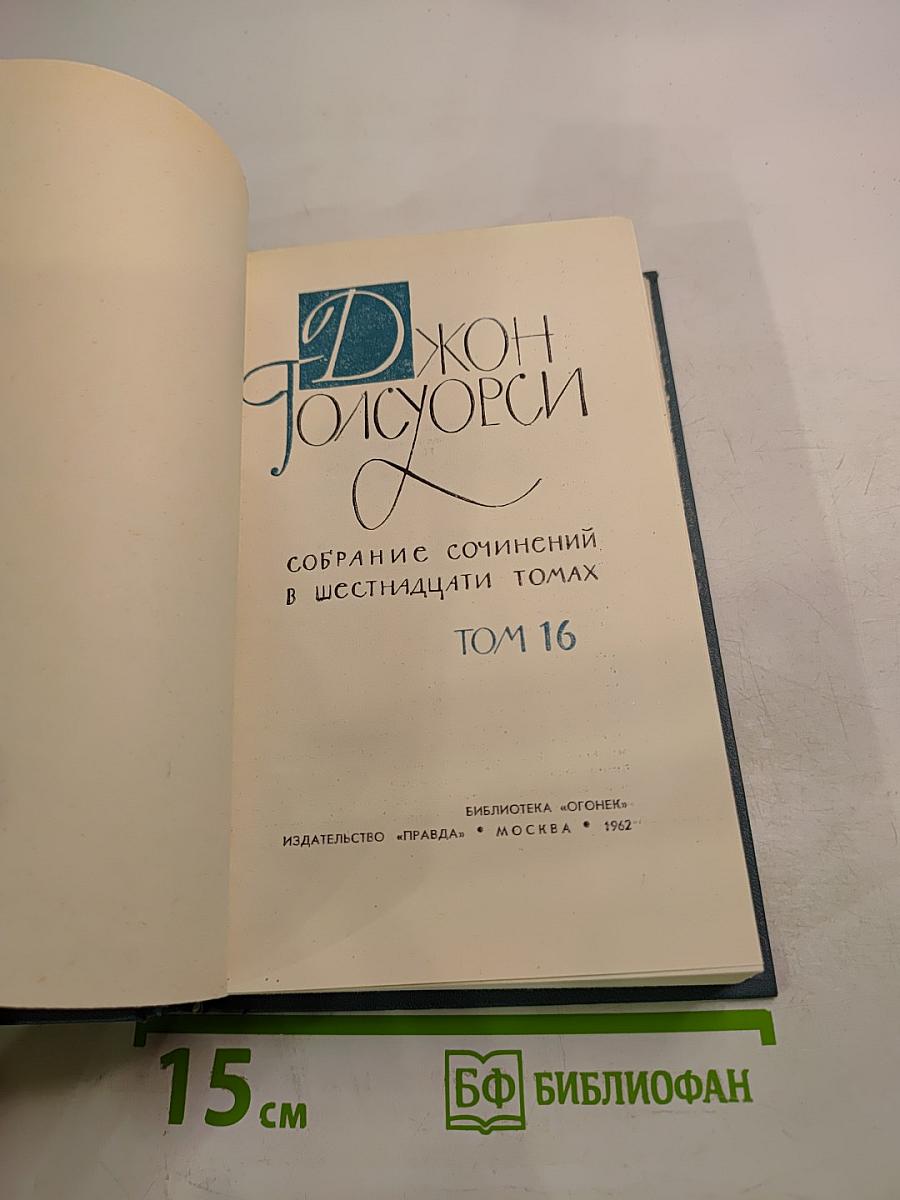 Джон
Голсуорси
СОБРАНИЕ СОЧИНЕНИЙ
В ШЕСТНАДЦАТИ ТОМАХ
ТОМ 16
БИБЛИОТЕКА «ОГОНЕК»
ИЗДАТЕЛЬСТВО «ПРАВДА» • МОСКВА • 1962
15 см
БФ БИБЛИОФАН